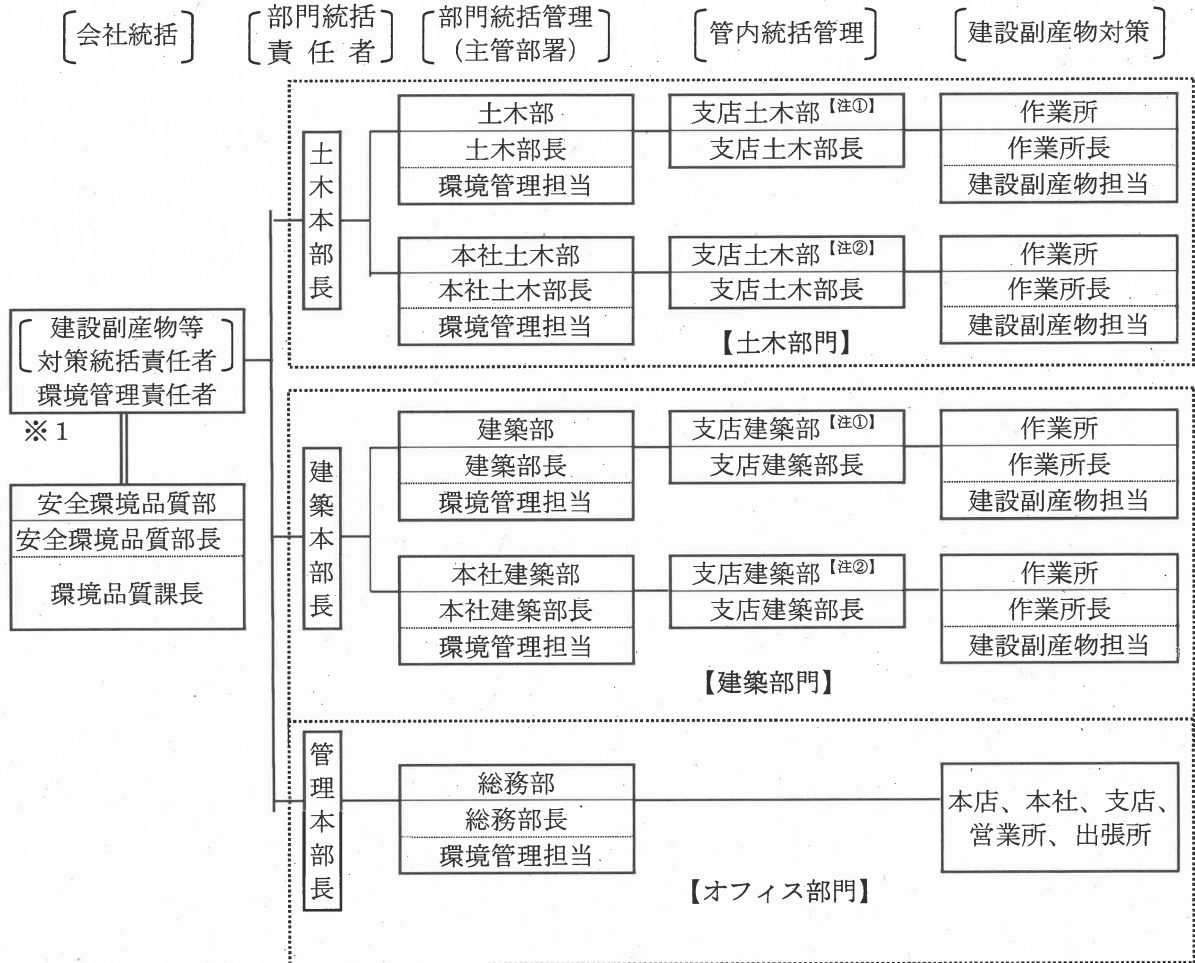 〔会社統括〕
〔部門統括責任者〕
〔部門統括管理(主管部署)〕
〔管内統括管理〕
〔建設副産物対策〕
〔建設副産物等
対策統括責任者〕
環境管理責任者
※1
安全環境品質部
安全環境品質部長
環境品質課長
土木本部長
土木部
土木部長
環境管理担当
支店土木部【注①】
支店土木部長
作業所
作業所長
建設副産物担当
本社土木部
本社土木部長
環境管理担当
支店土木部【注②】
支店土木部長
作業所
作業所長
建設副産物担当
【土木部門】
建築本部長
建築部
建築部長
環境管理担当
支店建築部【注①】
支店建築部長
作業所
作業所長
建設副産物担当
本社建築部
本社建築部長
環境管理担当
支店建築部【注②】
支店建築部長
作業所
作業所長
建設副産物担当
【建築部門】
管理本部長
総務部
総務部長
環境管理担当
本店、本社、支店、
営業所、出張所
【オフィス部門】